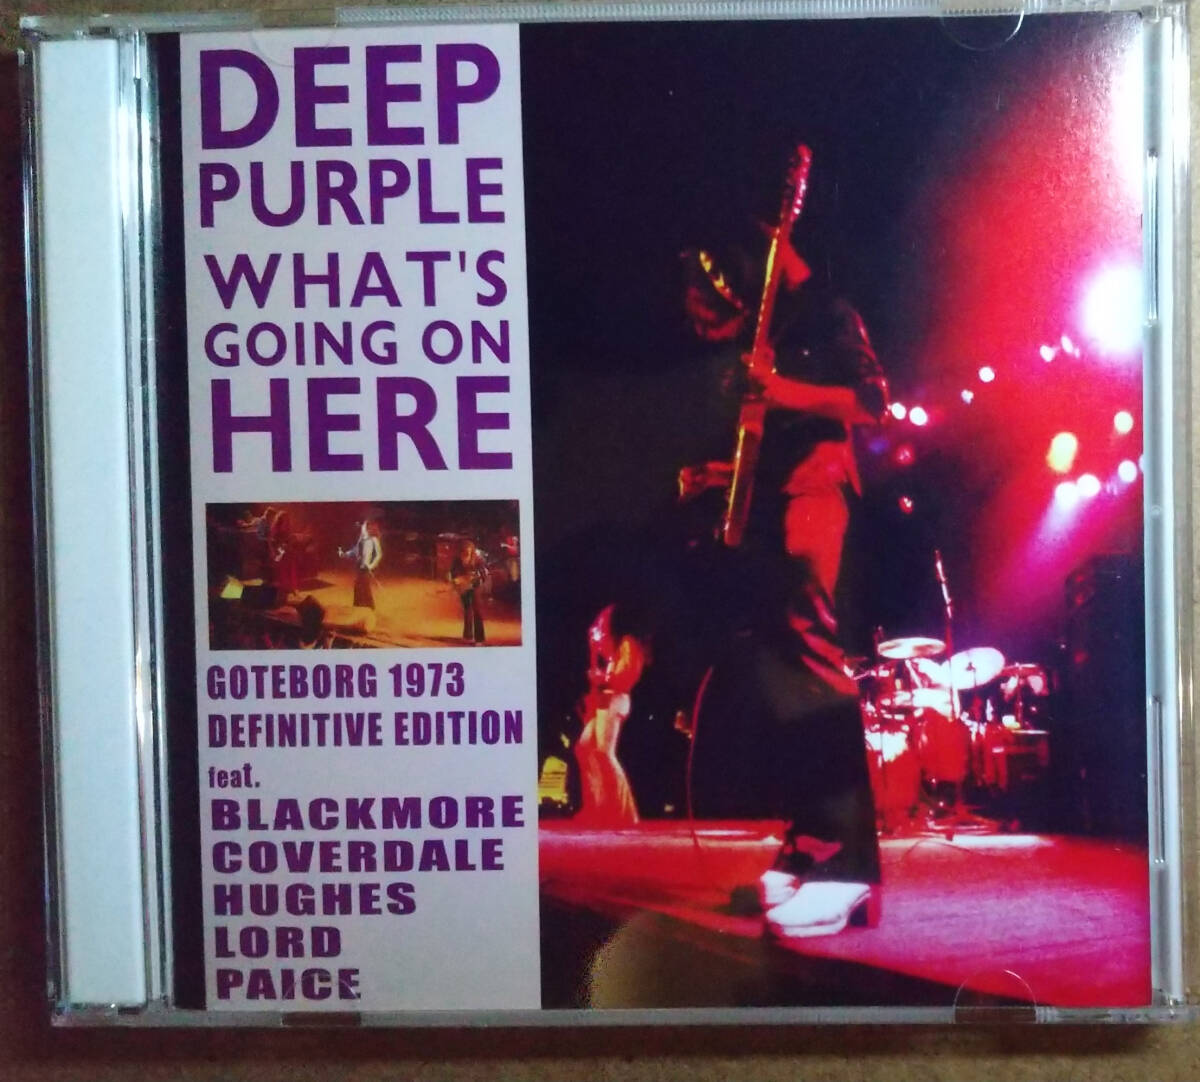 DEEP
PURPLE
WHAT'S
GOING ON
HERE
GOTEBORG 1973
DEFINITIVE EDITION
feat.
BLACKMORE
COVERDALE
HUGHES
LORD
PAICE